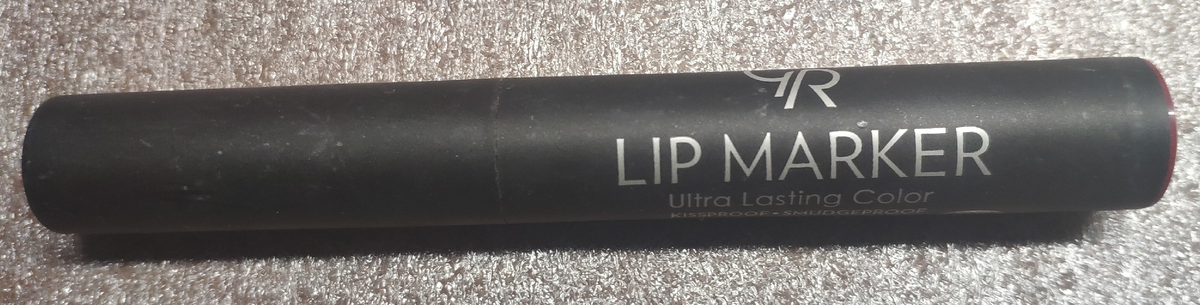 GR
LIP MARKER
Ultra Lasting Color
KISSPROOF • SMUDGEPROOF